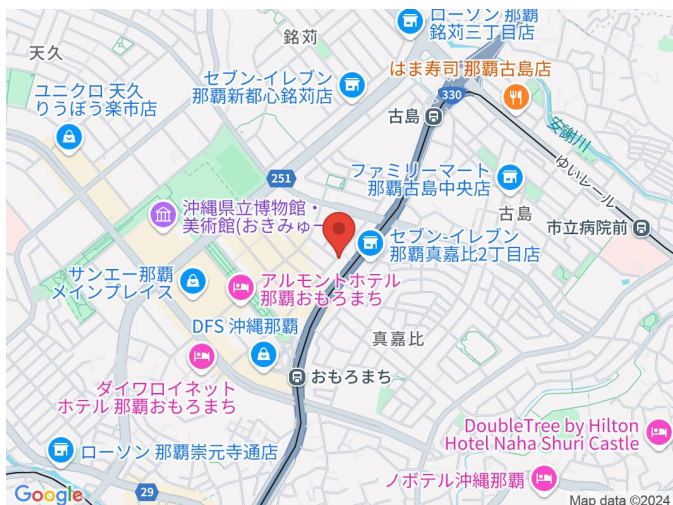 ローソン 那覇
銘苅三丁目店
銘苅
天久
はま寿司 那覇古島店
セブン-イレブン
那覇新都心銘苅店
ユニクロ 天久
りうぼう楽市店
330
古島
安謝川
ゆいレール
ファミリーマート
那覇古島中央店
251
沖縄県立博物館・
美術館(おきみゅー
古島
市立病院前
セブン-イレブン
那覇真嘉比2丁目店
サンエー那覇
メインプレイス
アルモントホテル
那覇おもろまち
DFS 沖縄那覇
真嘉比
おもろまち
ダイワロイネット
ホテル 那覇おもろまち
DoubleTree by Hilton
Hotel Naha Shuri Castle
ローソン 那覇崇元寺通店
ノボテル沖縄那覇
29
Google
Map data ©2024